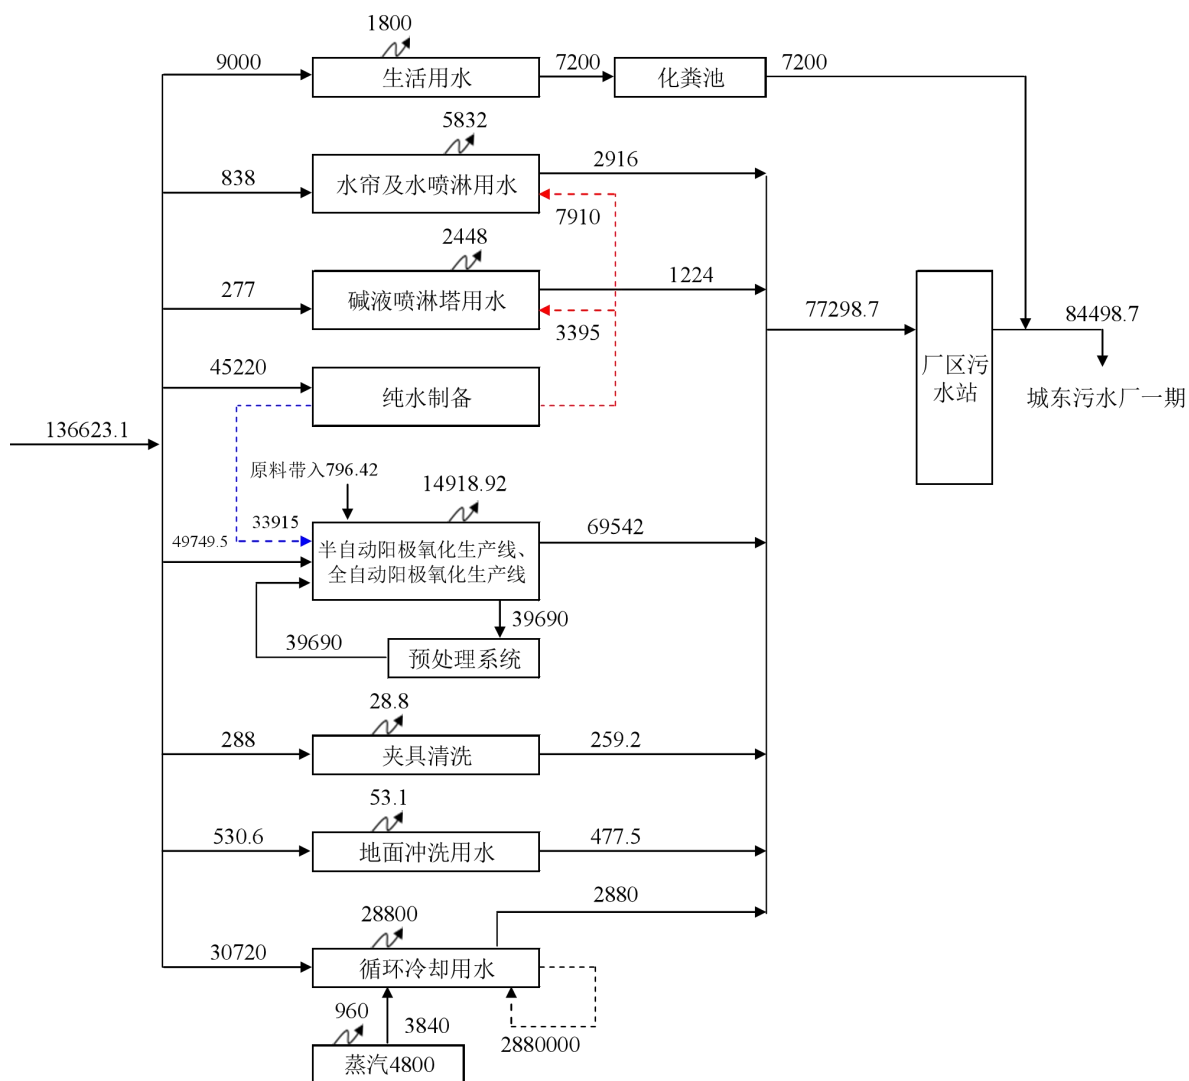 1800
9000
生活用水
7200
化粪池
7200
5832
838
水帘及水喷淋用水
2916
7910
2448
277
碱液喷淋塔用水
1224
3395
77298.7
84498.7
厂区污
水站
城东污水厂一期
45220
纯水制备
136623.1
原料带入796.42
14918.92
33915
49749.5
半自动阳极氧化生产线、
全自动阳极氧化生产线
69542
39690
39690
预处理系统
28.8
288
夹具清洗
259.2
53.1
530.6
地面冲洗用水
477.5
2880
28800
30720
循环冷却用水
960
3840
2880000
蒸汽4800